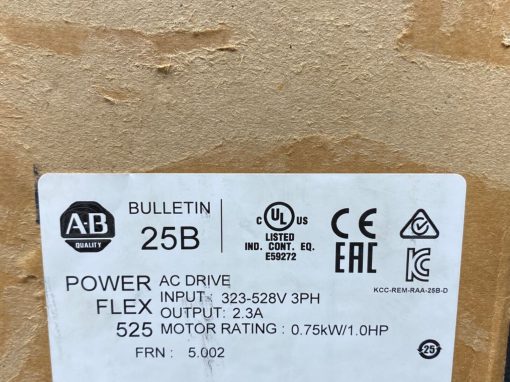 AB
QUALITY
BULLETIN
25B
C UL US
LISTED
IND. CONT. EQ.
E59272
CE
EAC
KCC-REM-RAA-25B-D
POWER
FLEX
525
AC DRIVE
INPUT: 323-528V 3PH
OUTPUT: 2.3A
MOTOR RATING : 0.75kW/1.0HP
FRN : 5.002
25